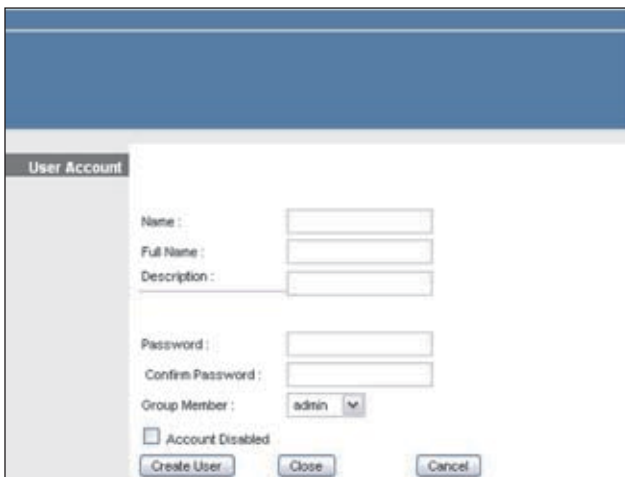 User Account
Name :
Full Name :
Description :
Password :
Confirm Password :
Group Member : admin
Account Disabled
Create User Close Cancel